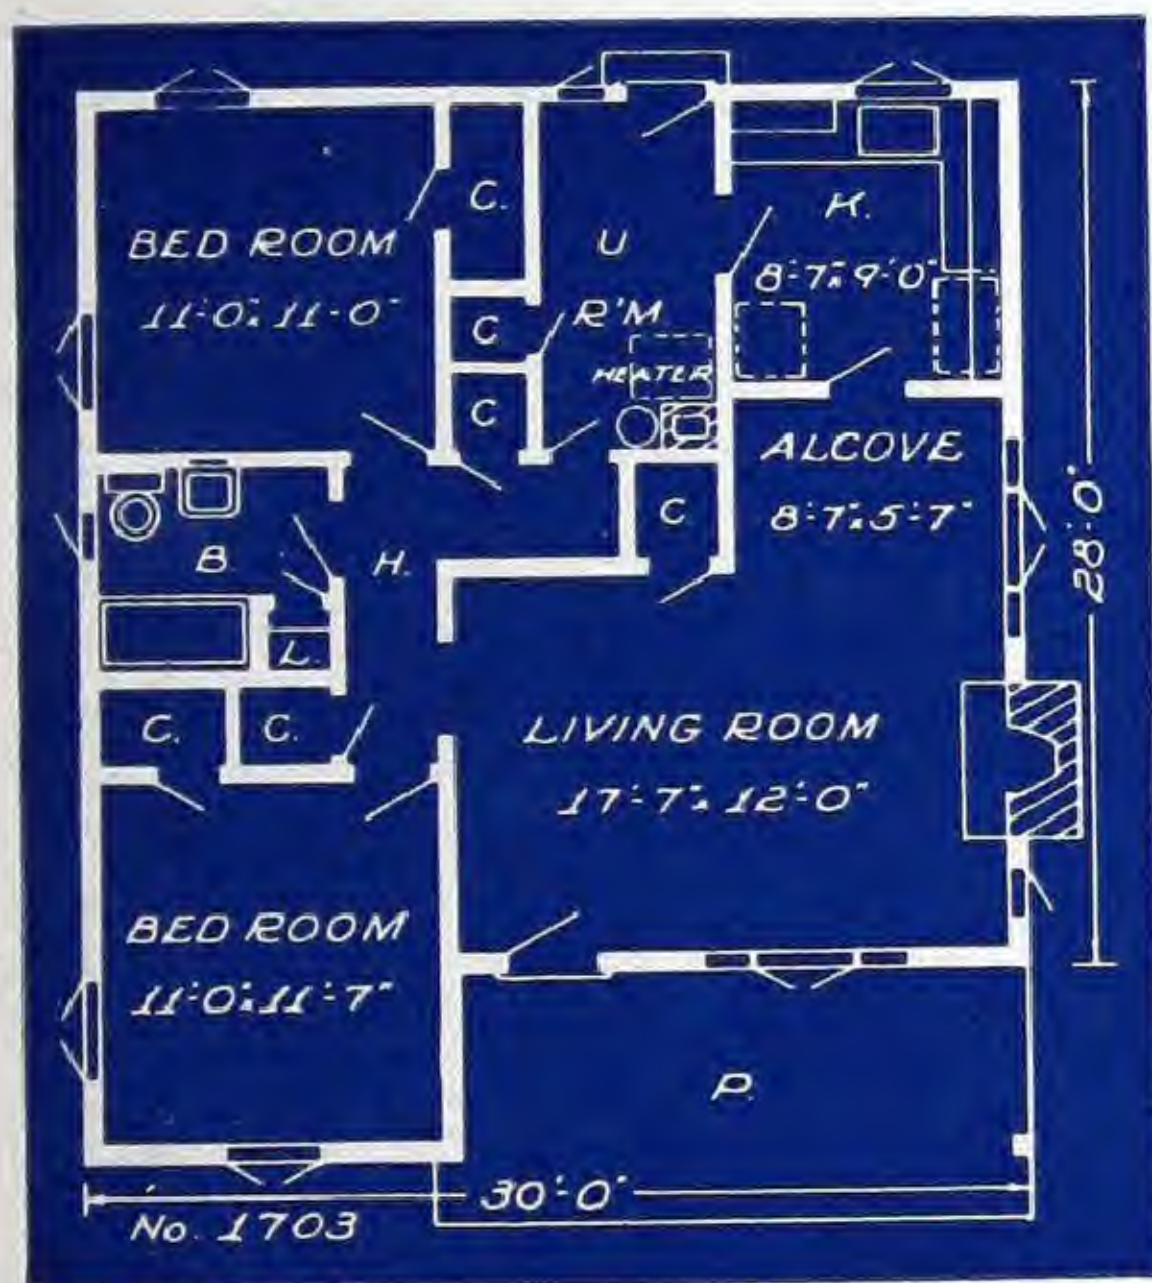 BED ROOM
11'-0"x 11'-0"
C.
U
R'M
HEATER
K.
8'-7"x 9'-0"
C
C
ALCOVE
8'-7"x 5'-7"
C
B
H.
L.
C.
C.
LIVING ROOM
17'-7"x 12'-0"
28'-0"
BED ROOM
11'-0"x 11'-7"
P.
30'-0"
No. 1703